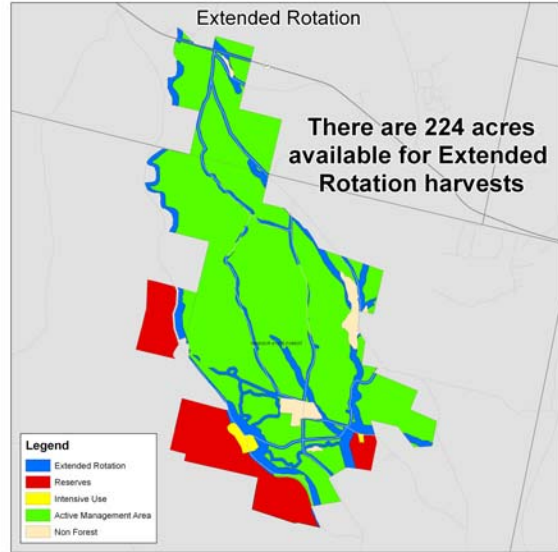 Extended Rotation
There are 224 acres
available for Extended
Rotation harvests
Legend
Extended Rotation
Reserves
Intensive Use
Active Management Area
Non Forest